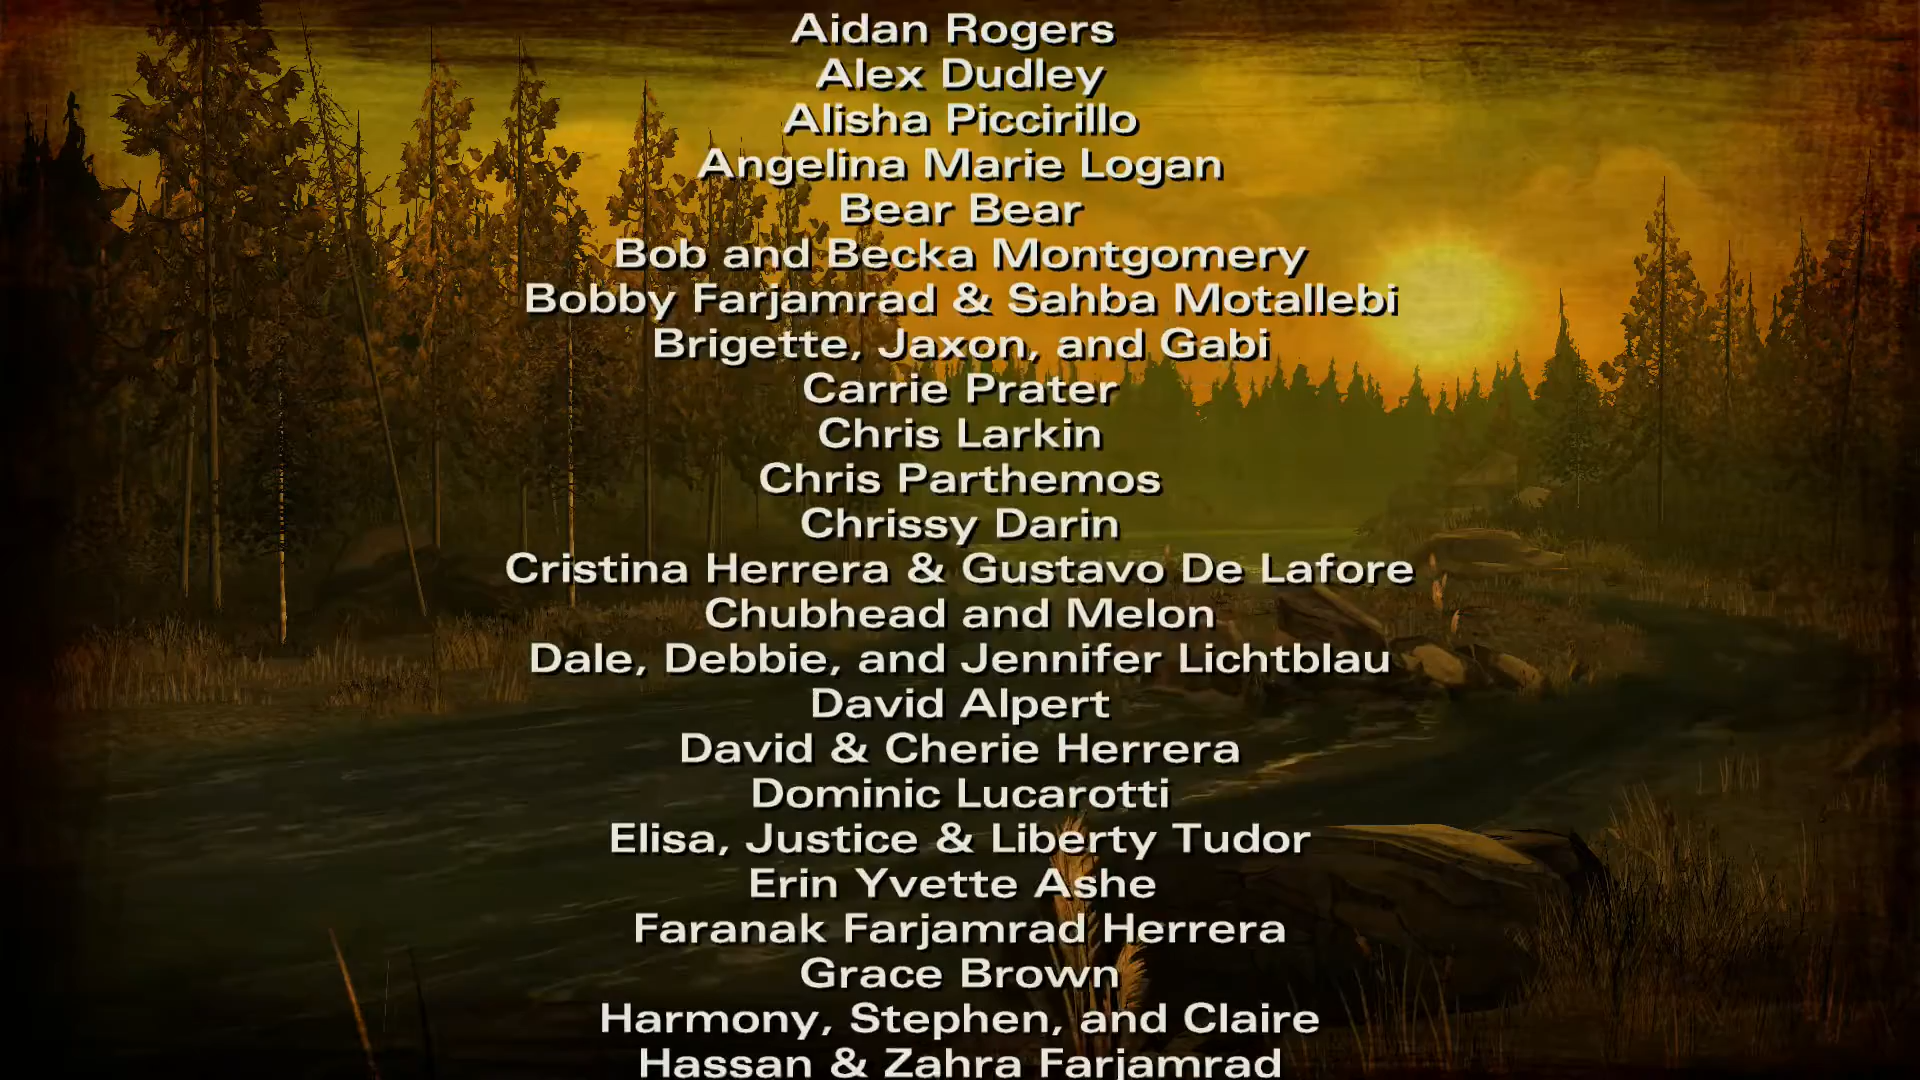 Aidan Rogers
Alex Dudley
Alisha Piccirillo
Angelina Marie Logan
Bear Bear
Bob and Becka Montgomery
Bobby Farjamrad & Sahba Motallebi
Brigette, Jaxon, and Gabi
Carrie Prater
Chris Larkin
Chris Parthemos
Chrissy Darin
Cristina Herrera & Gustavo De Lafore
Chubhead and Melon
Dale, Debbie, and Jennifer Lichtblau
David Alpert
David & Cherie Herrera
Dominic Lucarotti
Elisa, Justice & Liberty Tudor
Erin Yvette Ashe
Faranak Farjamrad Herrera
Grace Brown
Harmony, Stephen, and Claire
Hassan & Zahra Farjamrad